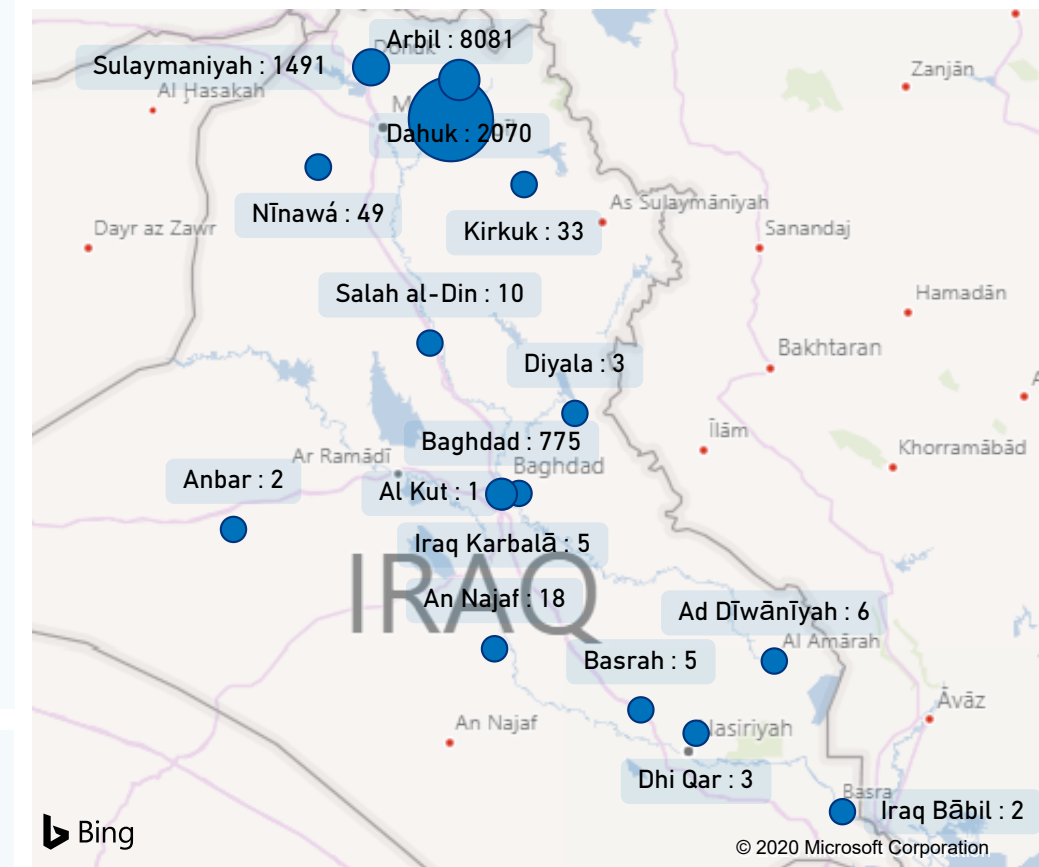 Arbil : 8081
Dohuk
Sulaymaniyah : 1491
Zanjān
Al Ḩasakah
Dahuk : 2070
As Sulaymānīyah
Nīnawá : 49
Kirkuk : 33
Dayr az Zawr
Sanandaj
Salah al-Din : 10
Hamadān
Bakhtaran
Diyala : 3
Īlām
Baghdad : 775
Khorramābād
Ar Ramādī
Baghdad
Anbar : 2
Al Kut : 1
Iraq Karbalā : 5
IRAQ
An Najaf : 18
Ad Dīwānīyah : 6
Al Amārah
Basrah : 5
Āvāz
An Najaf
Nasiriyah
Dhi Qar : 3
Basra
Iraq Bābil : 2
Bing
© 2020 Microsoft Corporation